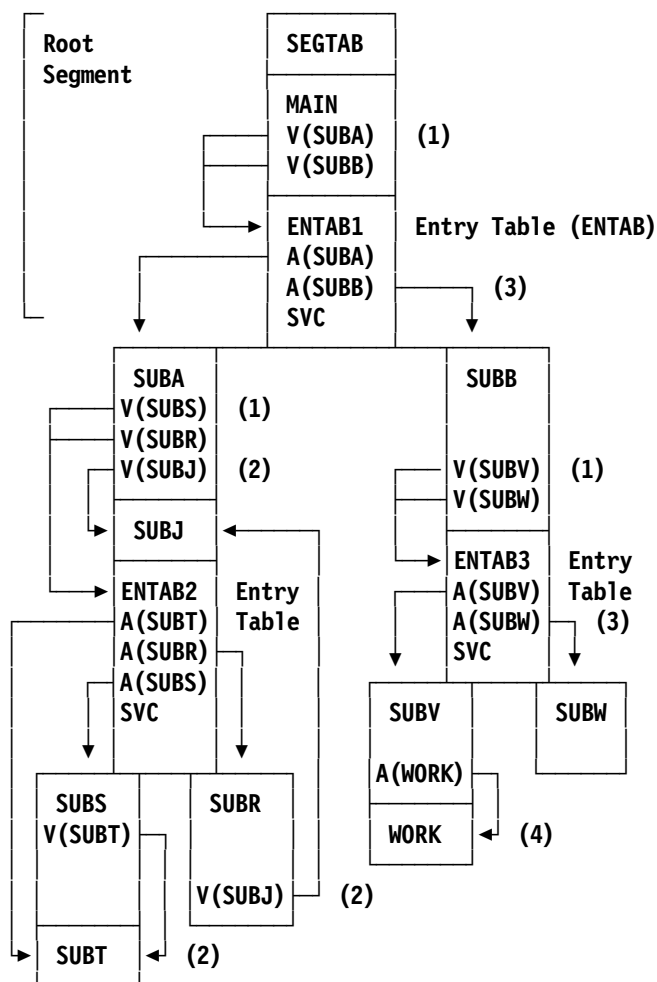 Root
Segment
SEGTAB
MAIN
V(SUBA) (1)
V(SUBB)
ENTAB1 Entry Table (ENTAB)
A(SUBA)
A(SUBB) (3)
SVC
SUBA SUBB
V(SUBS) (1)
V(SUBR)
V(SUBJ) (2) V(SUBV) (1)
V(SUBW)
SUBJ
ENTAB3 Entry
ENTAB2 Entry A(SUBV) Table
A(SUBT) Table A(SUBW) (3)
A(SUBR) SVC
A(SUBS)
SVC SUBV SUBW
A(WORK)
SUBS SUBR
V(SUBT) WORK (4)
V(SUBJ) (2)
SUBT (2)